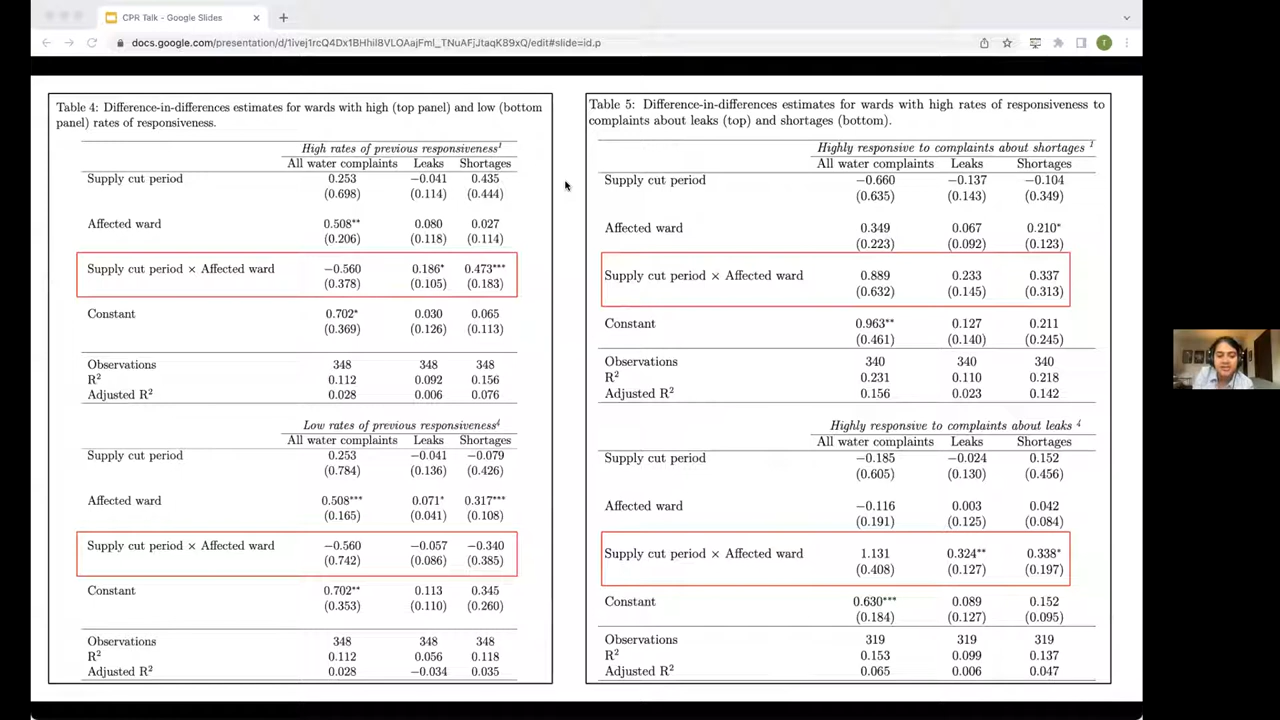 CPR Talk - Google Slides
docs.google.com/presentation/d/1ivej1rcQ4Dx1BHhil8VLOAajFml_TNuAFjJtaqK89xQ/edit#slide=id.p
T
Table 4: Difference-in-differences estimates for wards with high (top panel) and low (bottom
panel) rates of responsiveness.
High rates of previous responsiveness¹
All water complaints Leaks Shortages
Supply cut period 0.253 −0.041 0.435
(0.698) (0.114) (0.444)
Affected ward 0.508** 0.080 0.027
(0.206) (0.118) (0.114)
Supply cut period × Affected ward −0.560 0.186* 0.473***
(0.378) (0.105) (0.183)
Constant 0.702* 0.030 0.065
(0.369) (0.126) (0.113)
Observations 348 348 348
R² 0.112 0.092 0.156
Adjusted R² 0.028 0.006 0.076
Low rates of previous responsiveness⁴
All water complaints Leaks Shortages
Supply cut period 0.253 −0.041 −0.079
(0.784) (0.136) (0.426)
Affected ward 0.508*** 0.071* 0.317***
(0.165) (0.041) (0.108)
Supply cut period × Affected ward −0.560 −0.057 −0.340
(0.742) (0.086) (0.385)
Constant 0.702** 0.113 0.345
(0.353) (0.110) (0.260)
Observations 348 348 348
R² 0.112 0.056 0.118
Adjusted R² 0.028 −0.034 0.035
Table 5: Difference-in-differences estimates for wards with high rates of responsiveness to
complaints about leaks (top) and shortages (bottom).
Highly responsive to complaints about shortages ¹
All water complaints Leaks Shortages
Supply cut period −0.660 −0.137 −0.104
(0.635) (0.143) (0.349)
Affected ward 0.349 0.067 0.210*
(0.223) (0.092) (0.123)
Supply cut period × Affected ward 0.889 0.233 0.337
(0.632) (0.145) (0.313)
Constant 0.963** 0.127 0.211
(0.461) (0.140) (0.245)
Observations 340 340 340
R² 0.231 0.110 0.218
Adjusted R² 0.156 0.023 0.142
Highly responsive to complaints about leaks ⁴
All water complaints Leaks Shortages
Supply cut period −0.185 −0.024 0.152
(0.605) (0.130) (0.456)
Affected ward −0.116 0.003 0.042
(0.191) (0.125) (0.084)
Supply cut period × Affected ward 1.131 0.324** 0.338*
(0.408) (0.127) (0.197)
Constant 0.630*** 0.089 0.152
(0.184) (0.127) (0.095)
Observations 319 319 319
R² 0.153 0.099 0.137
Adjusted R² 0.065 0.006 0.047